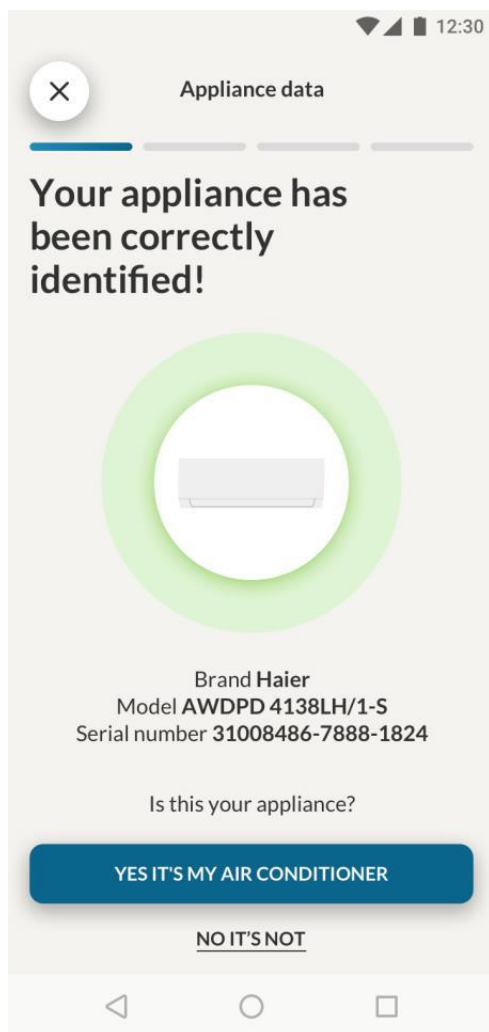 12:30
Appliance data
Your appliance has
been correctly
identified!
Brand Haier
Model AWDPD 4138LH/1-S
Serial number 31008486-7888-1824
Is this your appliance?
YES IT'S MY AIR CONDITIONER
NO IT’S NOT